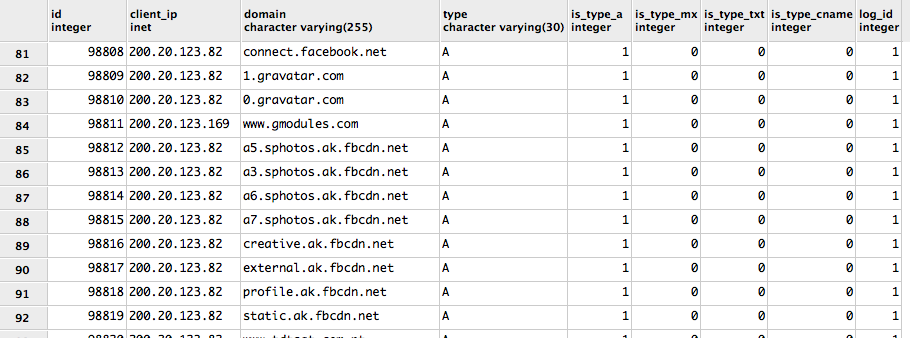 id client_ip domain type is_type_a is_type_mx is_type_txt is_type_cname log_id
integer inet character varying(255) character varying(30) integer integer integer integer integer
81 98808 200.20.123.82 connect.facebook.net A 1 0 0 0 1
82 98809 200.20.123.82 1.gravatar.com A 1 0 0 0 1
83 98810 200.20.123.82 0.gravatar.com A 1 0 0 0 1
84 98811 200.20.123.169 www.gmodules.com A 1 0 0 0 1
85 98812 200.20.123.82 a5.sphotos.ak.fbcdn.net A 1 0 0 0 1
86 98813 200.20.123.82 a3.sphotos.ak.fbcdn.net A 1 0 0 0 1
87 98814 200.20.123.82 a6.sphotos.ak.fbcdn.net A 1 0 0 0 1
88 98815 200.20.123.82 a7.sphotos.ak.fbcdn.net A 1 0 0 0 1
89 98816 200.20.123.82 creative.ak.fbcdn.net A 1 0 0 0 1
90 98817 200.20.123.82 external.ak.fbcdn.net A 1 0 0 0 1
91 98818 200.20.123.82 profile.ak.fbcdn.net A 1 0 0 0 1
92 98819 200.20.123.82 static.ak.fbcdn.net A 1 0 0 0 1